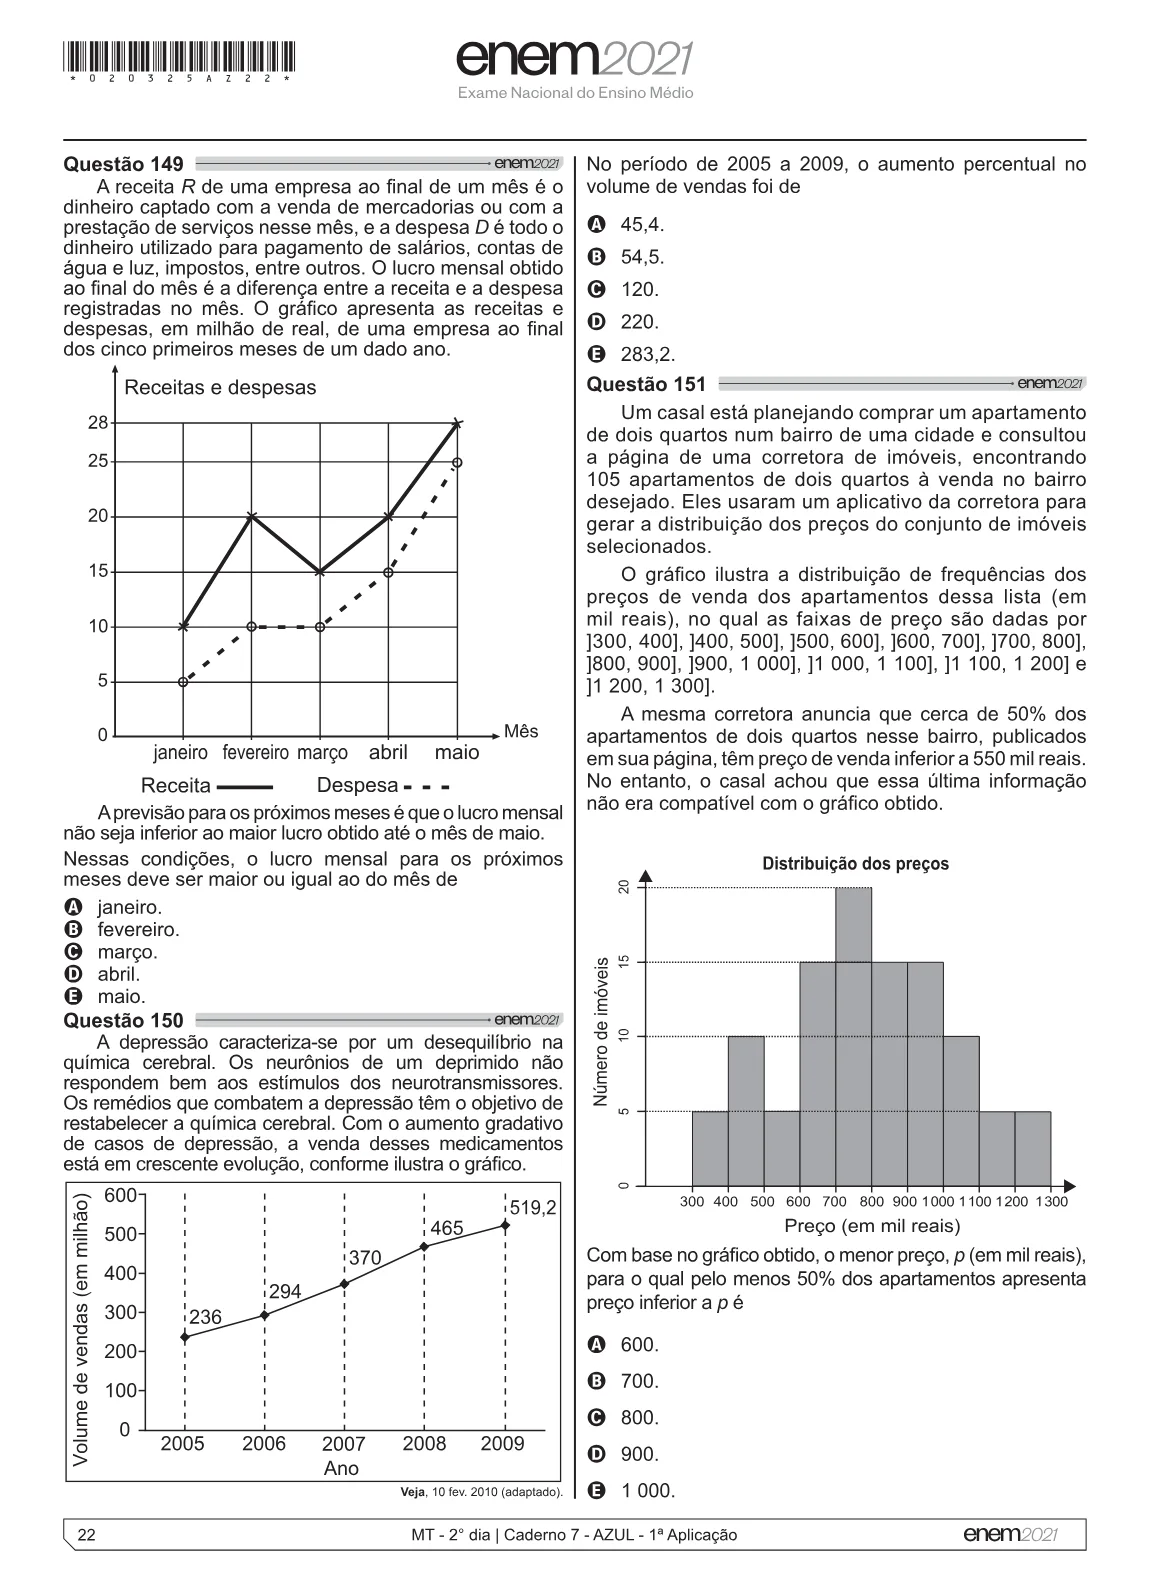 *020325AZ22*
enem2021
Exame Nacional do Ensino Médio
Questão 149
enem2021
A receita R de uma empresa ao final de um mês é o
dinheiro captado com a venda de mercadorias ou com a
prestação de serviços nesse mês, e a despesa D é todo o
dinheiro utilizado para pagamento de salários, contas de
água e luz, impostos, entre outros. O lucro mensal obtido
ao final do mês é a diferença entre a receita e a despesa
registradas no mês. O gráfico apresenta as receitas e
despesas, em milhão de real, de uma empresa ao final
dos cinco primeiros meses de um dado ano.
Receitas e despesas
28
25
20
15
10
5
0
Mês
janeiro fevereiro março abril maio
Receita Despesa
A previsão para os próximos meses é que o lucro mensal
não seja inferior ao maior lucro obtido até o mês de maio.
Nessas condições, o lucro mensal para os próximos
meses deve ser maior ou igual ao do mês de
A janeiro.
B fevereiro.
C março.
D abril.
E maio.
Questão 150
enem2021
A depressão caracteriza-se por um desequilíbrio na
química cerebral. Os neurônios de um deprimido não
respondem bem aos estímulos dos neurotransmissores.
Os remédios que combatem a depressão têm o objetivo de
restabelecer a química cerebral. Com o aumento gradativo
de casos de depressão, a venda desses medicamentos
está em crescente evolução, conforme ilustra o gráfico.
Volume de vendas (em milhão)
600
500
400
300
200
100
0
236
294
370
465
519,2
2005 2006 2007 2008 2009
Ano
Veja, 10 fev. 2010 (adaptado).
No período de 2005 a 2009, o aumento percentual no
volume de vendas foi de
A 45,4.
B 54,5.
C 120.
D 220.
E 283,2.
Questão 151
enem2021
Um casal está planejando comprar um apartamento
de dois quartos num bairro de uma cidade e consultou
a página de uma corretora de imóveis, encontrando
105 apartamentos de dois quartos à venda no bairro
desejado. Eles usaram um aplicativo da corretora para
gerar a distribuição dos preços do conjunto de imóveis
selecionados.
O gráfico ilustra a distribuição de frequências dos
preços de venda dos apartamentos dessa lista (em
mil reais), no qual as faixas de preço são dadas por
]300, 400], ]400, 500], ]500, 600], ]600, 700], ]700, 800],
]800, 900], ]900, 1 000], ]1 000, 1 100], ]1 100, 1 200] e
]1 200, 1 300].
A mesma corretora anuncia que cerca de 50% dos
apartamentos de dois quartos nesse bairro, publicados
em sua página, têm preço de venda inferior a 550 mil reais.
No entanto, o casal achou que essa última informação
não era compatível com o gráfico obtido.
Distribuição dos preços
Número de imóveis
20
15
10
5
0
300 400 500 600 700 800 900 1000 1100 1200 1300
Preço (em mil reais)
Com base no gráfico obtido, o menor preço, p (em mil reais),
para o qual pelo menos 50% dos apartamentos apresenta
preço inferior a p é
A 600.
B 700.
C 800.
D 900.
E 1 000.
22
MT - 2° dia | Caderno 7 - AZUL - 1ª Aplicação
enem2021